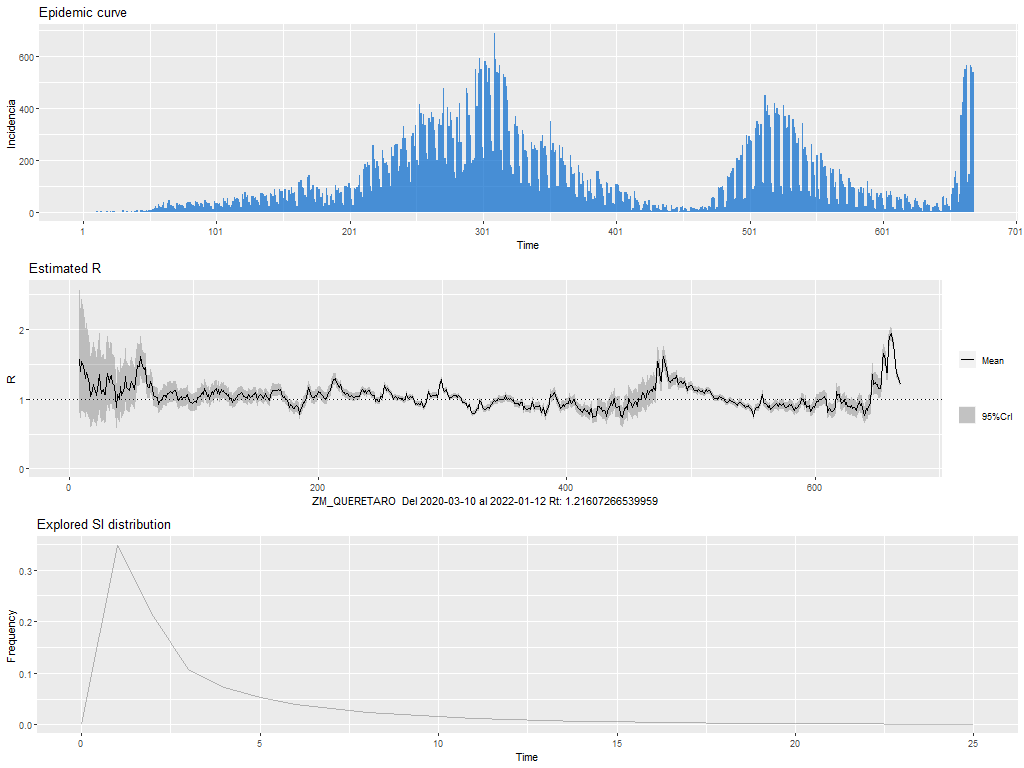 Epidemic curve
Incidencia
600
400
200
0
1
101
201
301
401
501
601
701
Time
Estimated R
R
2
1
0
0
200
400
600
ZM_QUERETARO Del 2020-03-10 al 2022-01-12 Rt: 1.21607266539959
Mean
95%CrI
Explored SI distribution
Frequency
0.3
0.2
0.1
0.0
0
5
10
15
20
25
Time